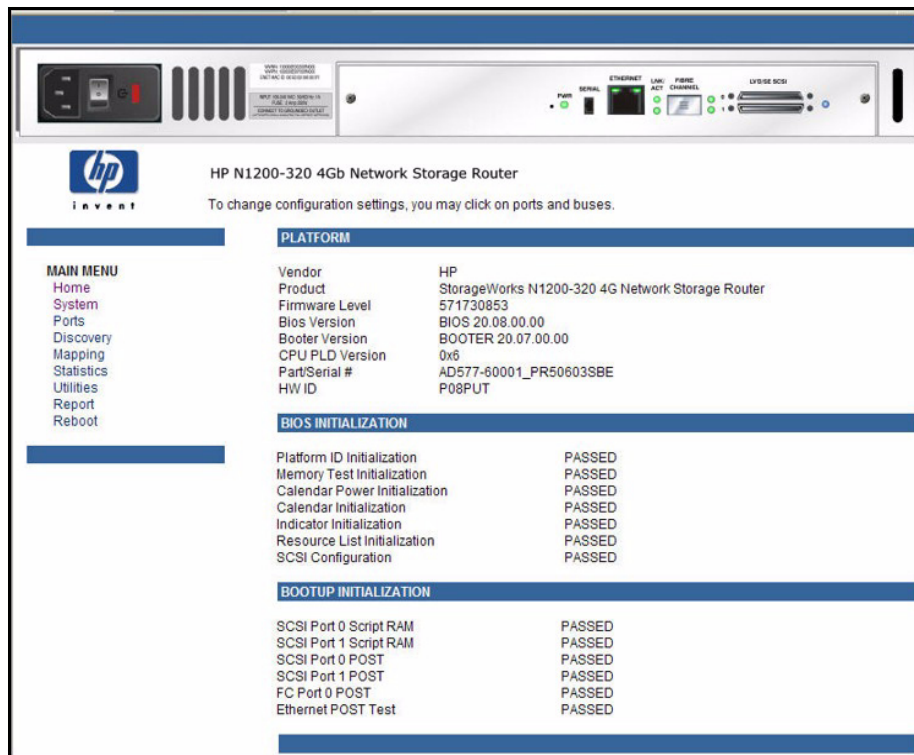 PWR
SERIAL
ETHERNET
LNK/
ACT
FIBRE
CHANNEL
LVD/SE SCSI
0
1
hp
invent
HP N1200-320 4Gb Network Storage Router
To change configuration settings, you may click on ports and buses.
MAIN MENU
Home
System
Ports
Discovery
Mapping
Statistics
Utilities
Report
Reboot
PLATFORM
Vendor HP
Product StorageWorks N1200-320 4G Network Storage Router
Firmware Level 571730853
Bios Version BIOS 20.08.00.00
Booter Version BOOTER 20.07.00.00
CPU PLD Version 0x6
Part/Serial # AD577-60001_PR50603SBE
HW ID P08PUT
BIOS INITIALIZATION
Platform ID Initialization PASSED
Memory Test Initialization PASSED
Calendar Power Initialization PASSED
Calendar Initialization PASSED
Indicator Initialization PASSED
Resource List Initialization PASSED
SCSI Configuration PASSED
BOOTUP INITIALIZATION
SCSI Port 0 Script RAM PASSED
SCSI Port 1 Script RAM PASSED
SCSI Port 0 POST PASSED
SCSI Port 1 POST PASSED
FC Port 0 POST PASSED
Ethernet POST Test PASSED